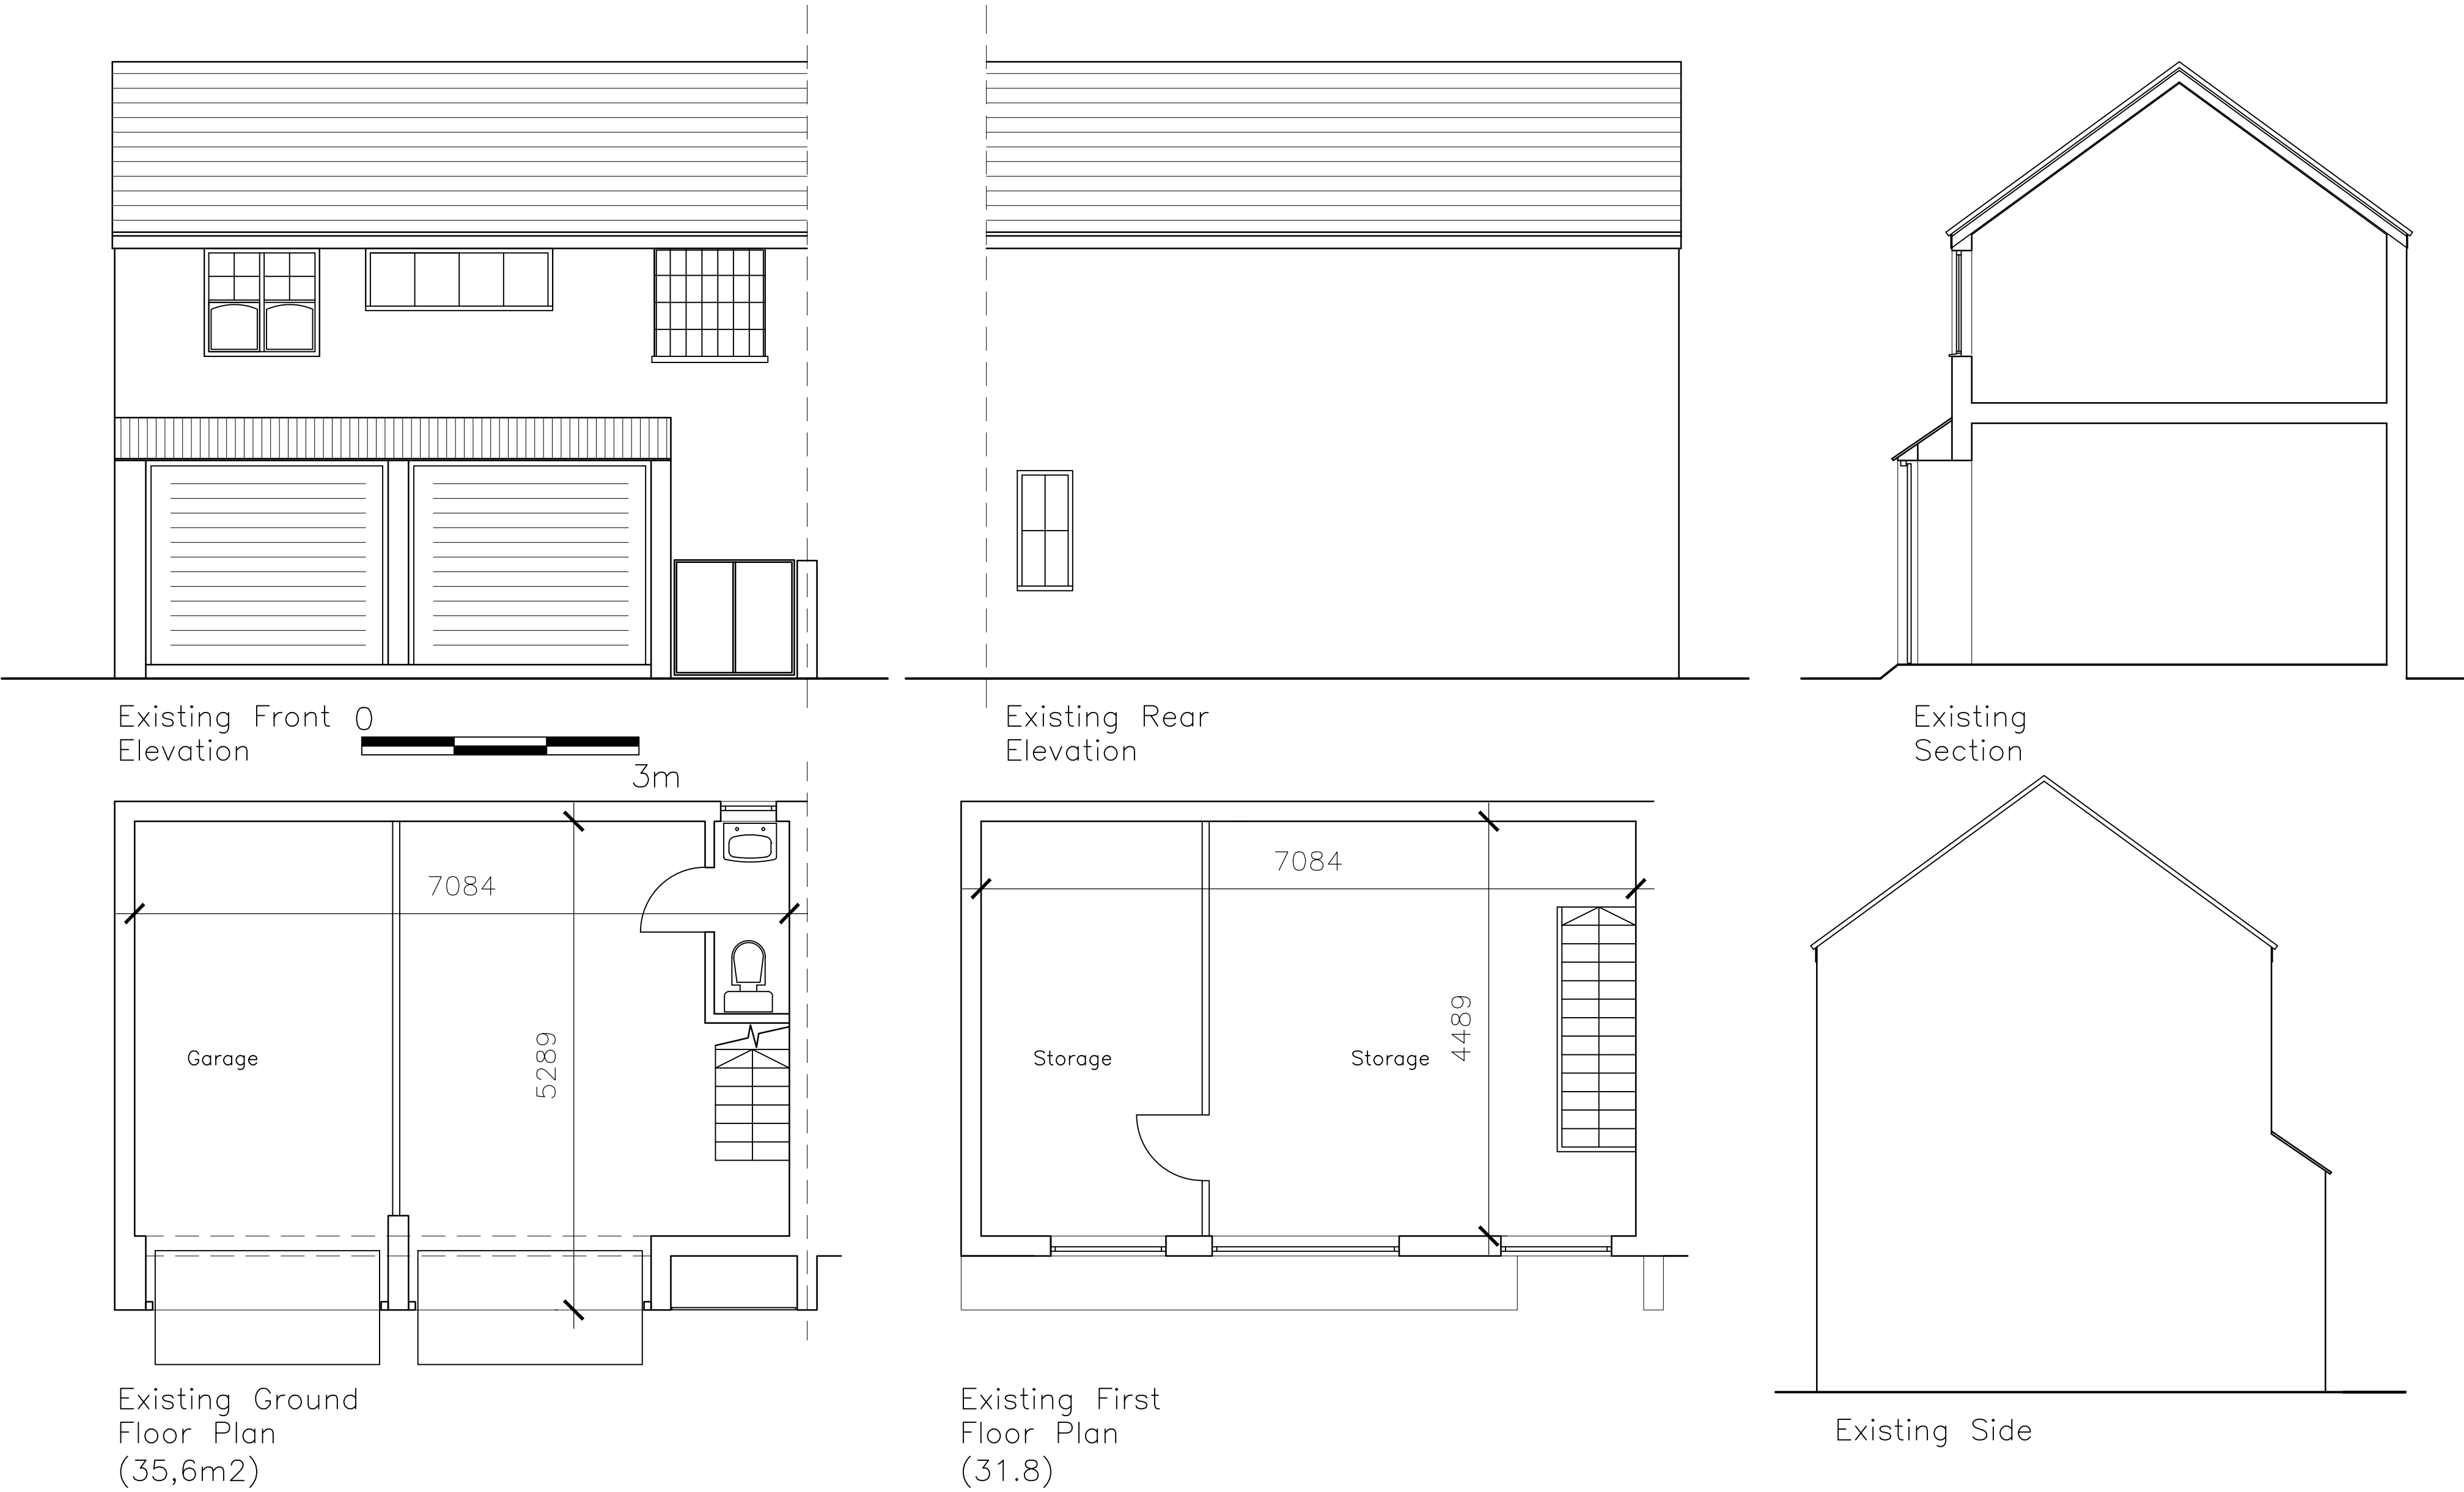 Existing Front
Elevation
0
3m
Existing Rear
Elevation
Existing
Section
7084
5289
Garage
Existing Ground
Floor Plan
(35,6m2)
7084
4489
Storage
Storage
Existing First
Floor Plan
(31.8)
Existing Side